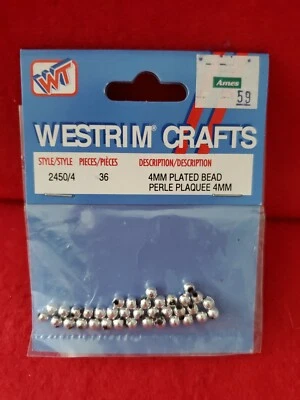 WT
Ames
59
WESTRIM CRAFTS
STYLE/STYLE PIECES/PIÈCES DESCRIPTION/DESCRIPTION
2450/4 36 4MM PLATED BEAD
PERLE PLAQUEE 4MM